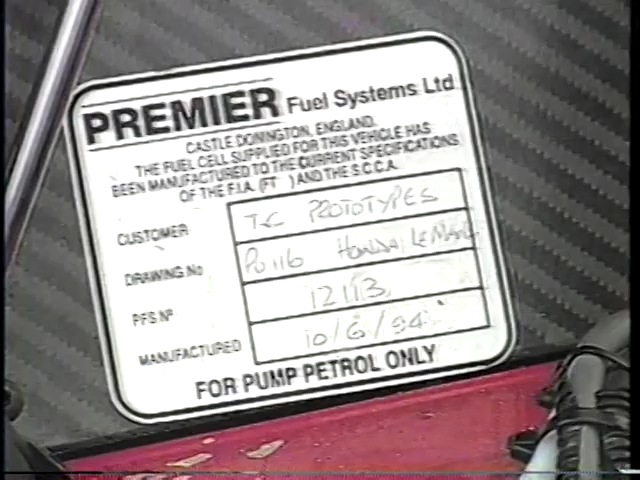 PREMIER Fuel Systems Ltd
CASTLE DONINGTON, ENGLAND.
THE FUEL CELL SUPPLIED FOR THIS VEHICLE HAS
BEEN MANUFACTURED TO THE CURRENT SPECIFICATIONS
OF THE F.I.A. (FT ) AND THE S.C.C.A.
CUSTOMER TC PROTOTYPES
DRAWING No PU 116 HONDA LE MANS
PFS Nº 12113
MANUFACTURED 10/6/94
FOR PUMP PETROL ONLY